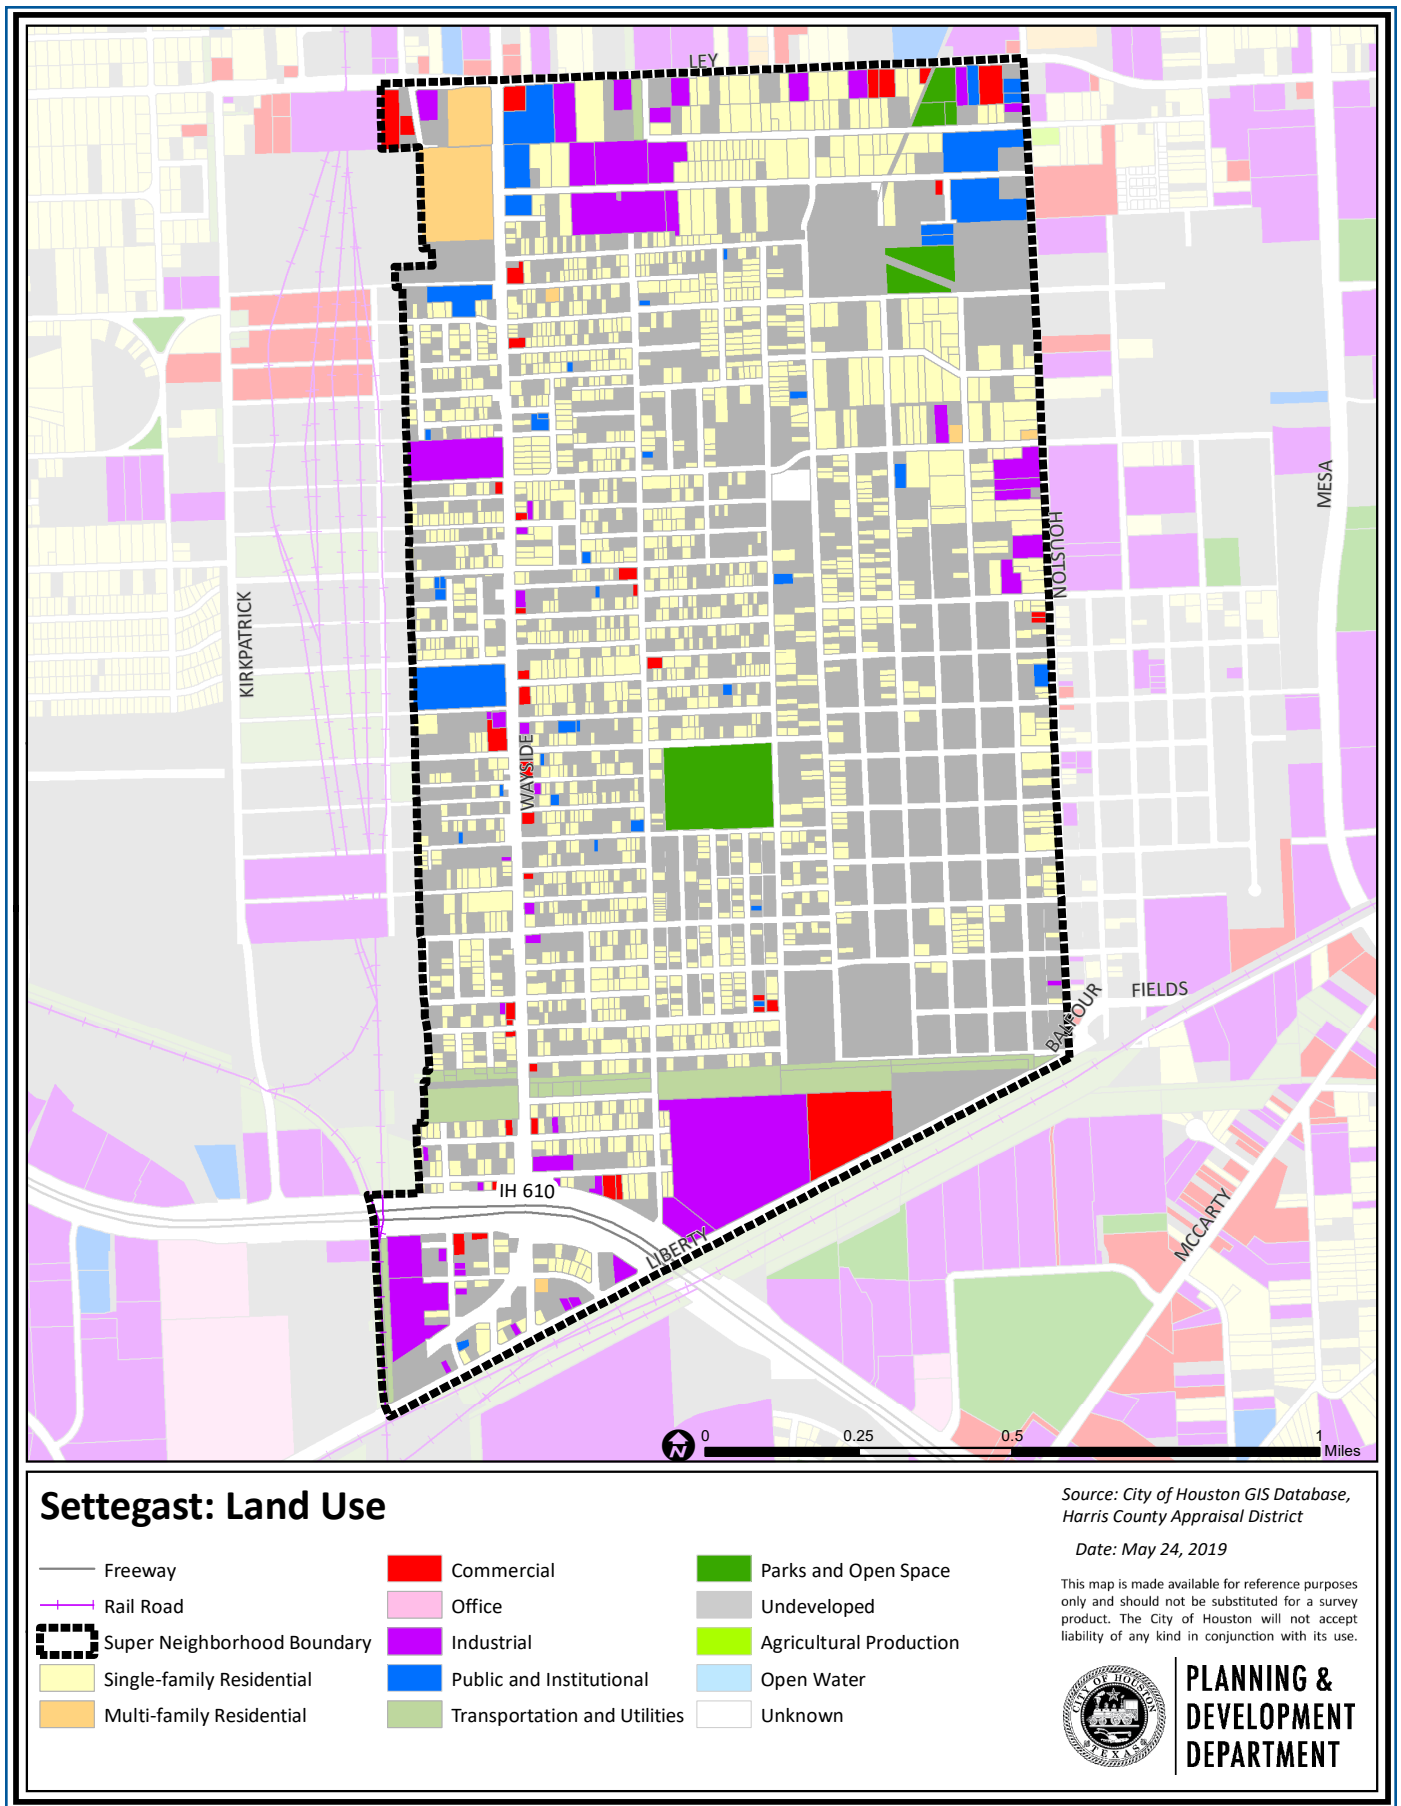 LEY
MESA
HOUSTON
KIRKPATRICK
WAYSIDE
FIELDS
BALFOUR
IH 610
MCCARTY
LIBERTY
N
0 0.25 0.5 1
Miles
Settegast: Land Use
Freeway
Rail Road
Super Neighborhood Boundary
Single-family Residential
Multi-family Residential
Commercial
Office
Industrial
Public and Institutional
Transportation and Utilities
Parks and Open Space
Undeveloped
Agricultural Production
Open Water
Unknown
Source: City of Houston GIS Database,
Harris County Appraisal District
Date: May 24, 2019
This map is made available for reference purposes
only and should not be substituted for a survey
product. The City of Houston will not accept
liability of any kind in conjunction with its use.
CITY OF HOUSTON
TEXAS
PLANNING &
DEVELOPMENT
DEPARTMENT